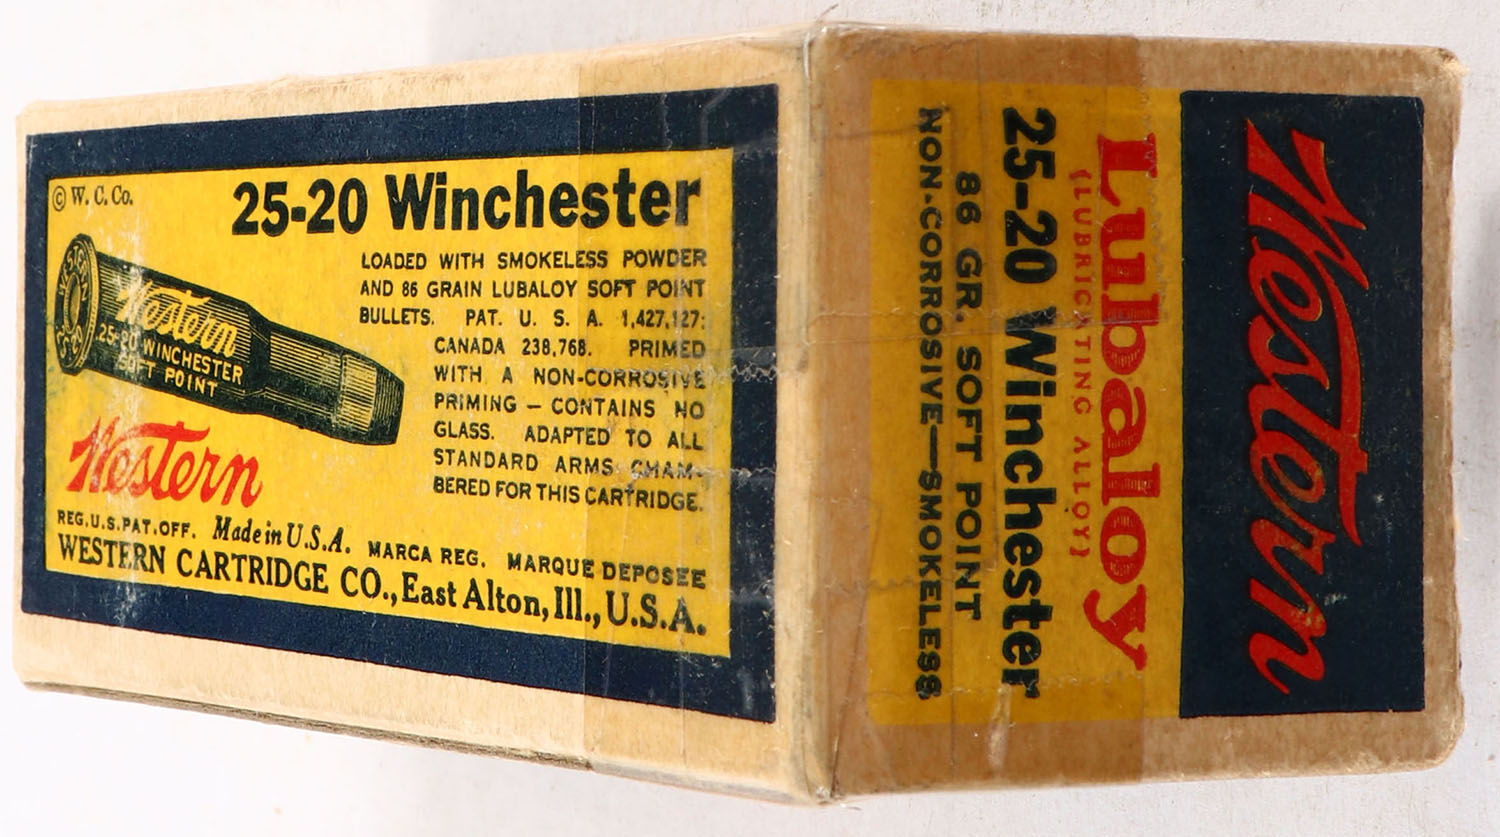 © W. C. Co.
25-20 Winchester
LOADED WITH SMOKELESS POWDER
AND 86 GRAIN LUBALOY SOFT POINT
BULLETS. PAT. U. S. A. 1,427,127:
CANADA 238,768. PRIMED
WITH A NON-CORROSIVE
PRIMING — CONTAINS NO
GLASS. ADAPTED TO ALL
STANDARD ARMS CHAM-
BERED FOR THIS CARTRIDGE.
WESTERN
Western
25-20 WINCHESTER
SOFT POINT
Western
REG. U.S. PAT. OFF. Made in U.S.A. MARCA REG. MARQUE DEPOSEE
WESTERN CARTRIDGE CO., East Alton, Ill., U.S.A.
Western
Lubaloy
(LUBRICATING ALLOY)
25-20 Winchester
86 GR. SOFT POINT
NON-CORROSIVE—SMOKELESS